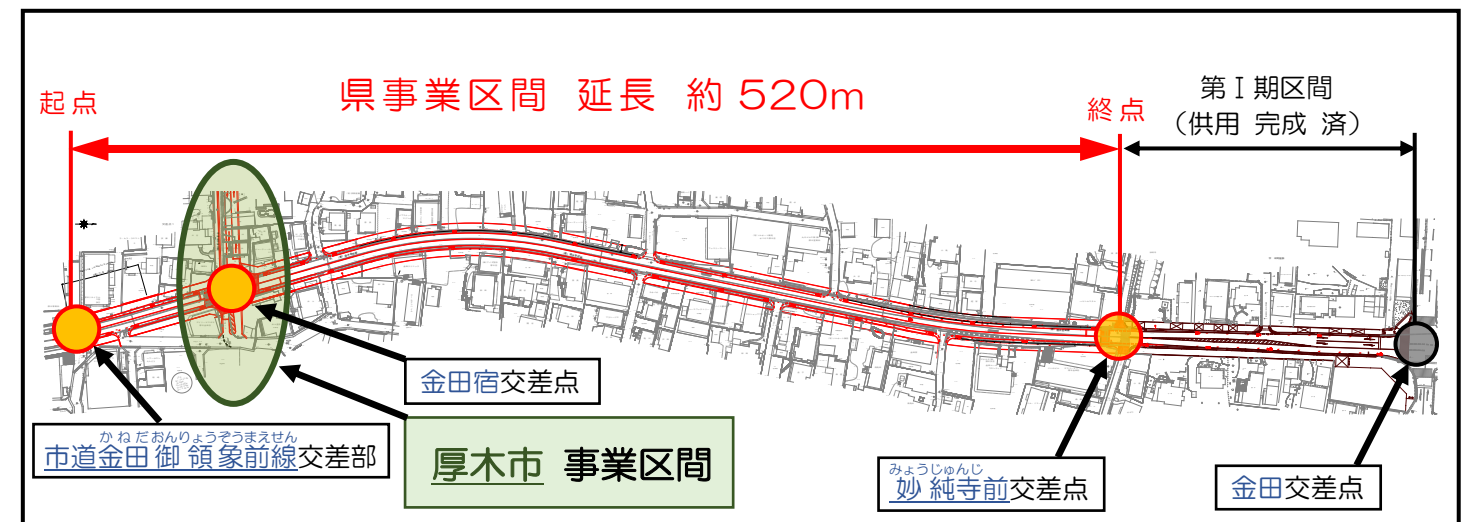 県事業区間 延長 約 520m
起点
終点
第Ⅰ期区間
（供用 完成 済）
金田宿交差点
かねだおんりょうぞうまえせん
市道金田御領象前線交差部
厚木市 事業区間
みょうじゅんじ
妙純寺前交差点
金田交差点